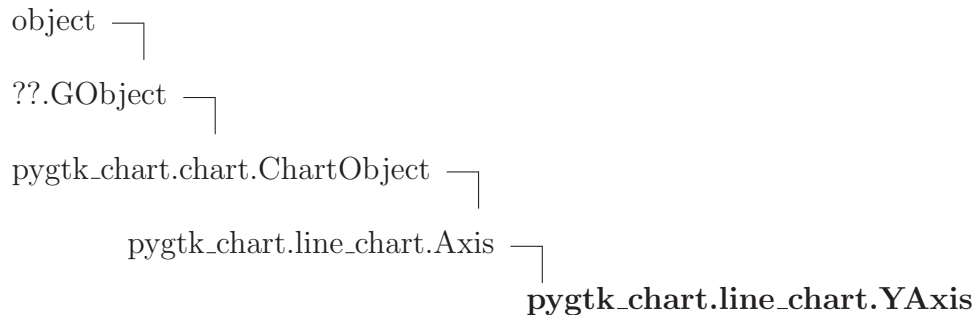 object
??.GObject
pygtk_chart.chart.ChartObject
pygtk_chart.line_chart.Axis
pygtk_chart.line_chart.YAxis